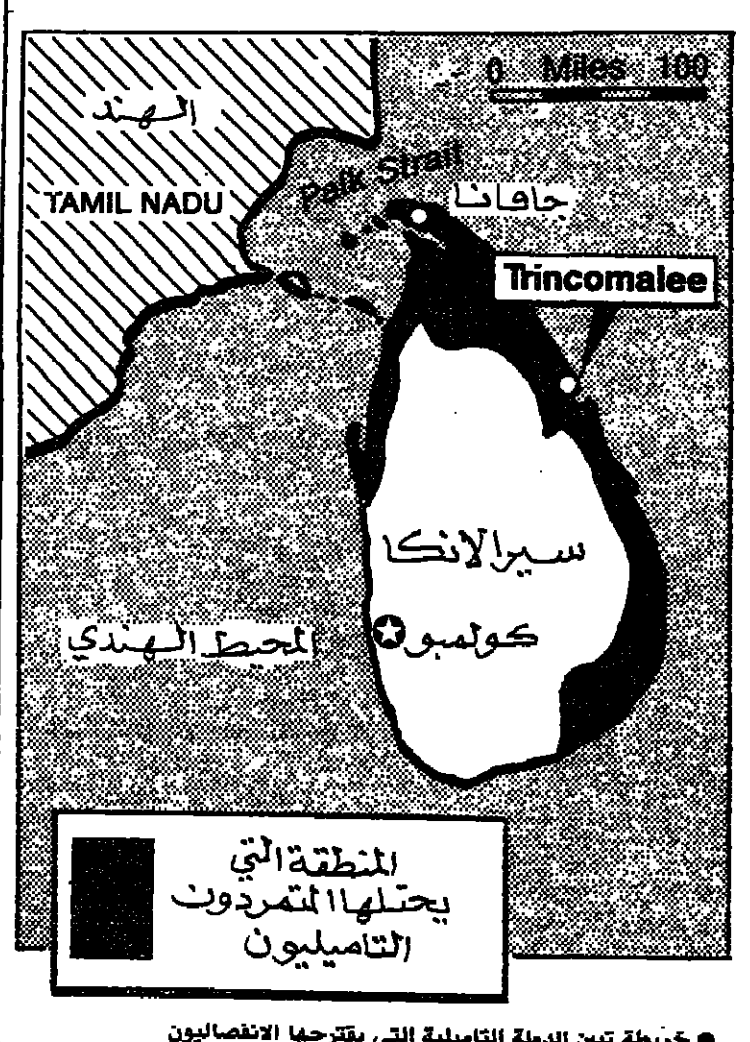 0 Miles 100
الهند
Palk Strait
TAMIL NADU
جافانا
Trincomalee
سيرالانكا
كولمبو
المحيط الهندي
المنطقة التي
يحتلها المتمردون
التاميليون
● خريطة تبين الدولة التاميلية التي يقترحها الانفصاليون